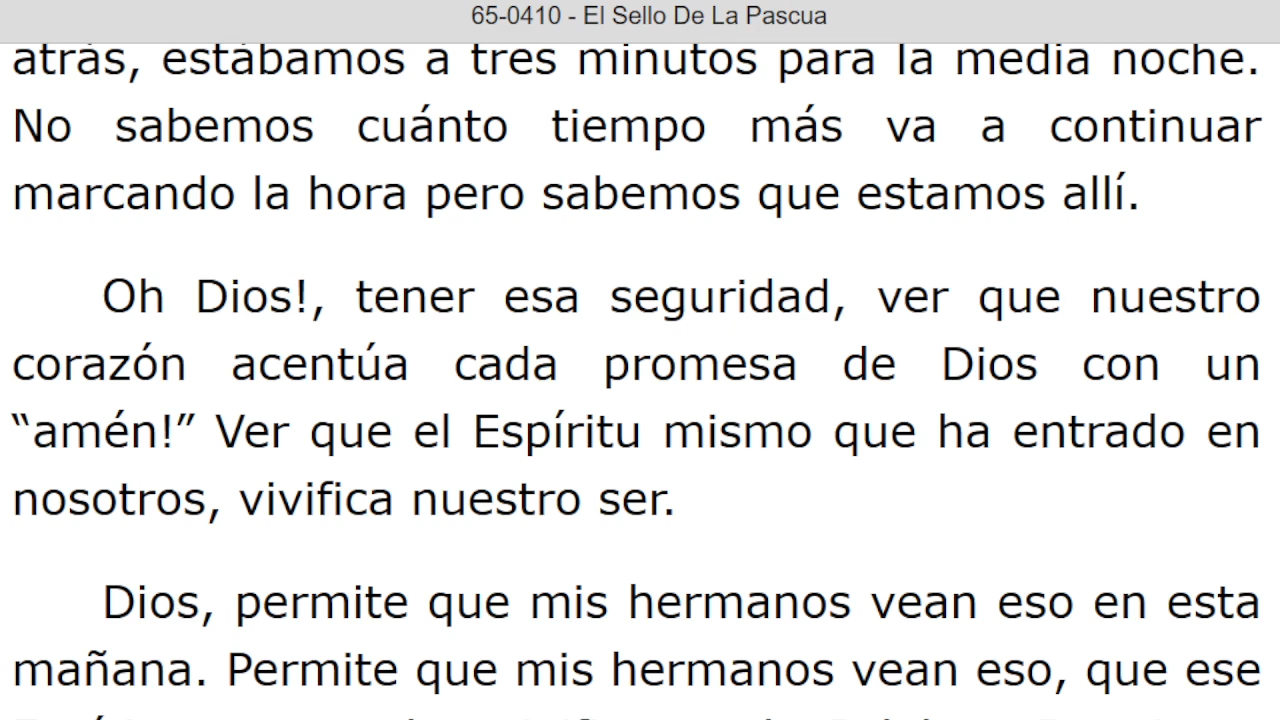 65-0410 - El Sello De La Pascua
atrás, estábamos a tres minutos para la media noche.
No sabemos cuánto tiempo más va a continuar
marcando la hora pero sabemos que estamos allí.
Oh Dios!, tener esa seguridad, ver que nuestro
corazón acentúa cada promesa de Dios con un
“amén!” Ver que el Espíritu mismo que ha entrado en
nosotros, vivifica nuestro ser.
Dios, permite que mis hermanos vean eso en esta
mañana. Permite que mis hermanos vean eso, que ese